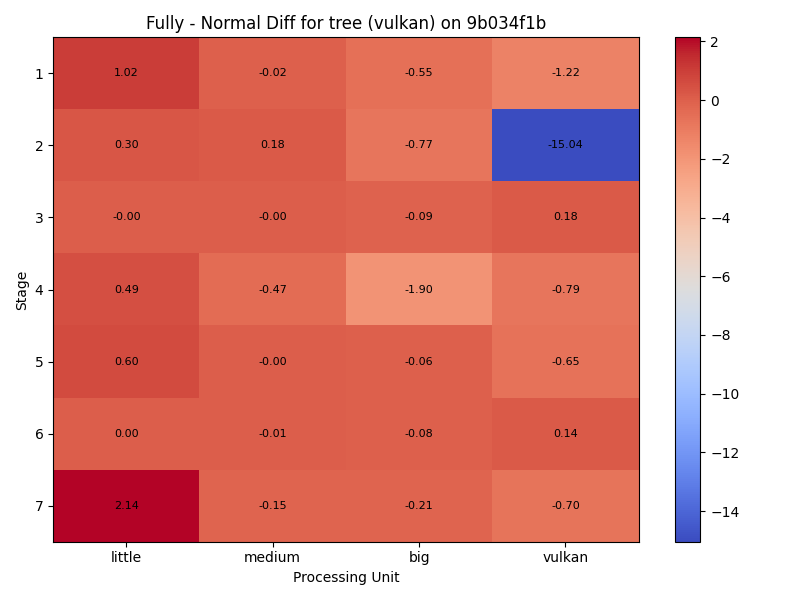 Fully - Normal Diff for tree (vulkan) on 9b034f1b
1 1.02 -0.02 -0.55 -1.22
2 0.30 0.18 -0.77 -15.04
3 -0.00 -0.00 -0.09 0.18
4 0.49 -0.47 -1.90 -0.79
5 0.60 -0.00 -0.06 -0.65
6 0.00 -0.01 -0.08 0.14
7 2.14 -0.15 -0.21 -0.70
Stage
little medium big vulkan
Processing Unit
2
0
−2
−4
−6
−8
−10
−12
−14